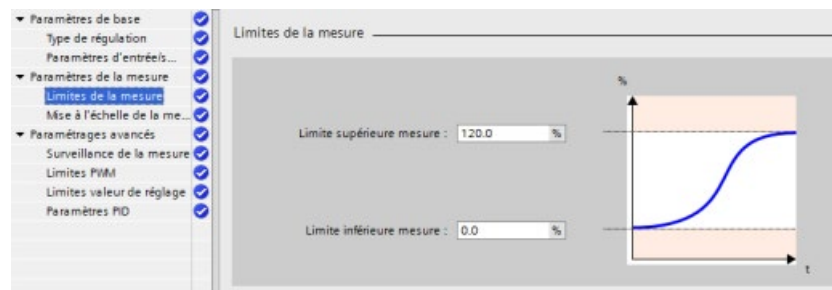 Paramètres de base
Type de régulation
Paramètres d'entrée/s...
Paramètres de la mesure
Limites de la mesure
Mise à l'échelle de la me...
Paramétrages avancés
Surveillance de la mesure
Limites PWM
Limites valeur de réglage
Paramètres PID
Limites de la mesure
%
Limite supérieure mesure : 120.0 %
Limite inférieure mesure : 0.0 %
t